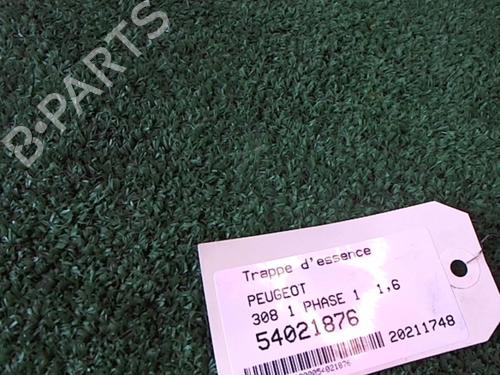 B-PARTS
Trappe d'essence
PEUGEOT
308 1 PHASE 1 1,6
54021876
20211748